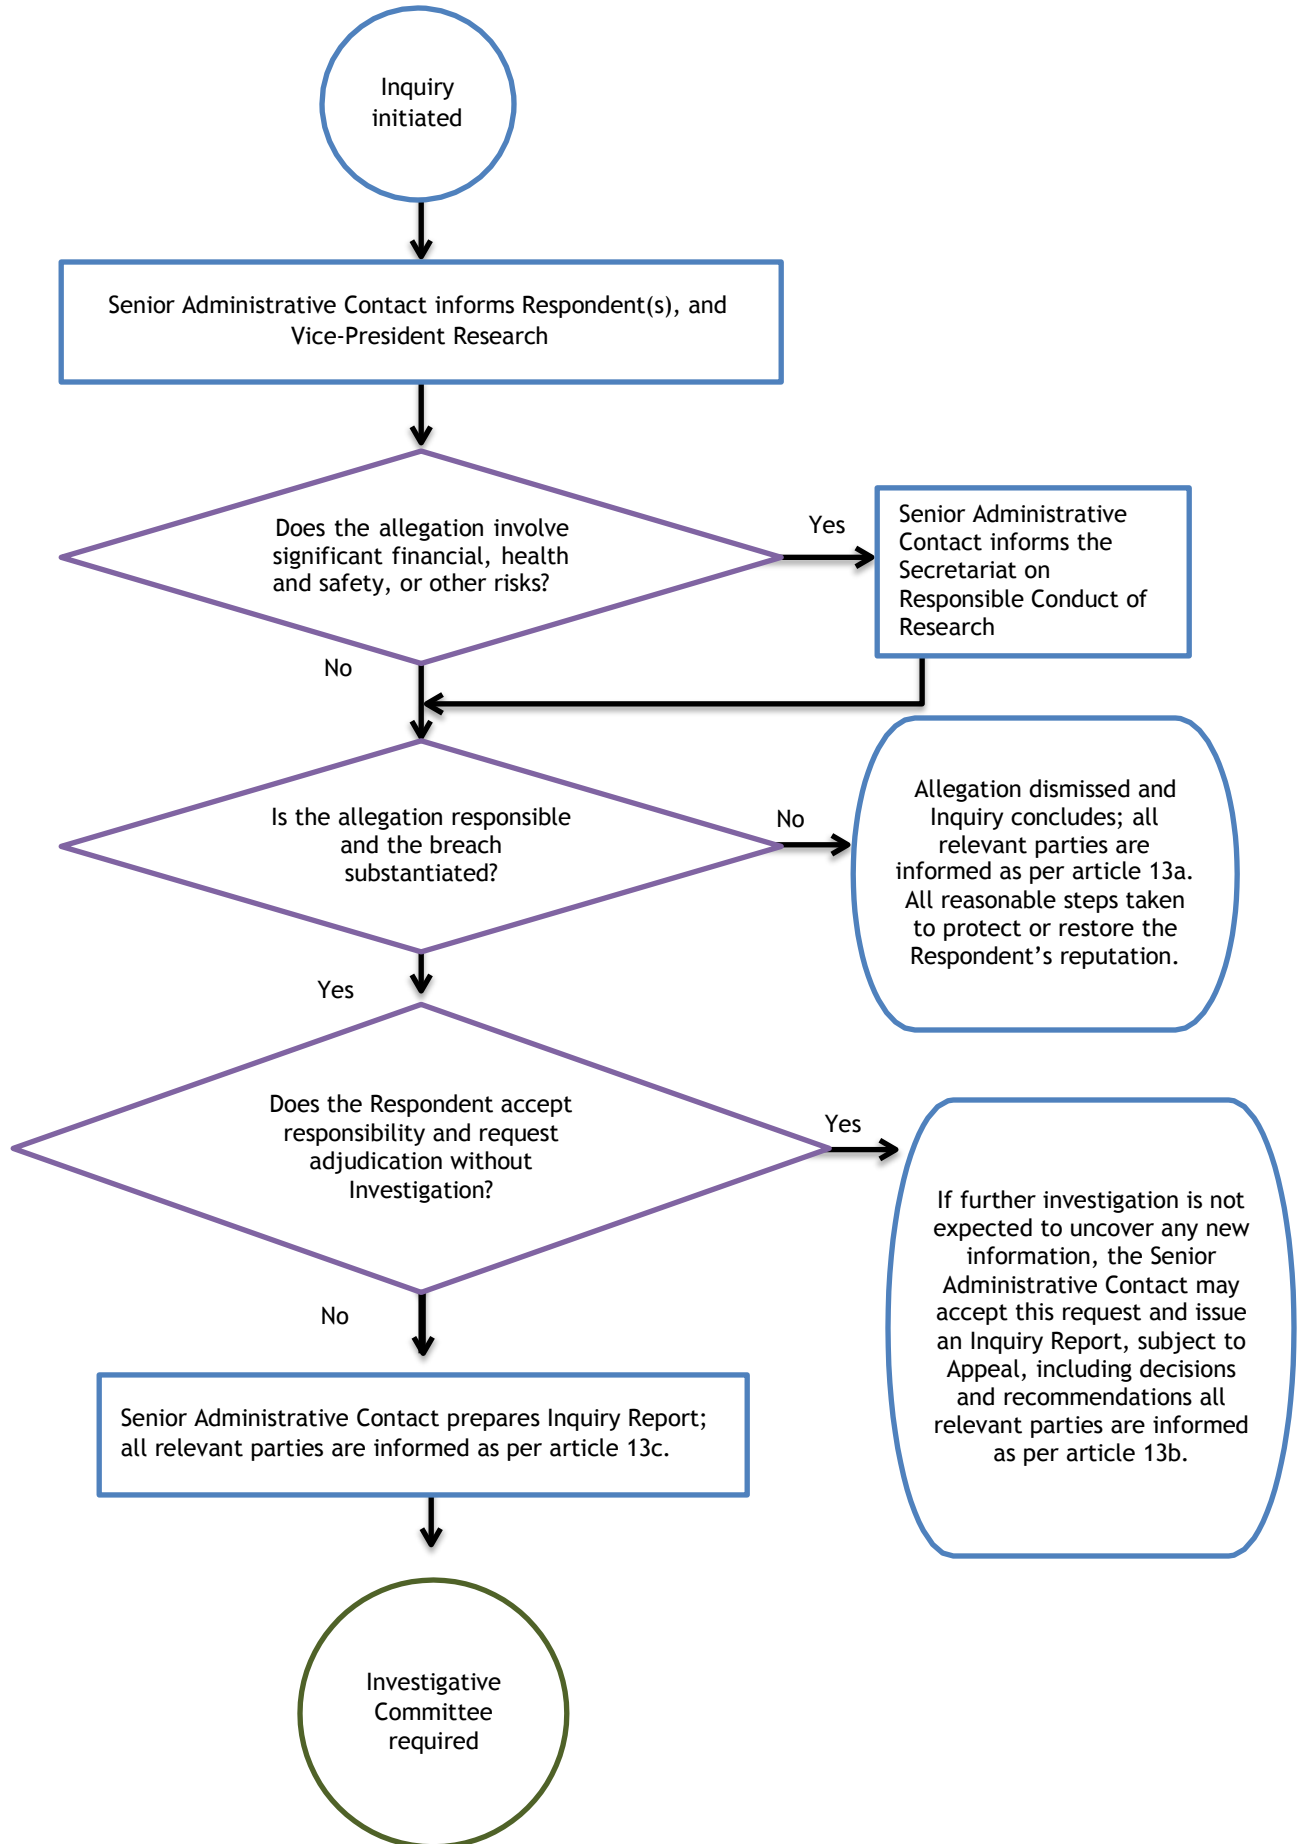 Inquiry
initiated
Senior Administrative Contact informs Respondent(s), and
Vice-President Research
Does the allegation involve
significant financial, health
and safety, or other risks?
Yes
Senior Administrative
Contact informs the
Secretariat on
Responsible Conduct of
Research
No
Is the allegation responsible
and the breach
substantiated?
No
Allegation dismissed and
Inquiry concludes; all
relevant parties are
informed as per article 13a.
All reasonable steps taken
to protect or restore the
Respondent’s reputation.
Yes
Does the Respondent accept
responsibility and request
adjudication without
Investigation?
Yes
If further investigation is not
expected to uncover any new
information, the Senior
Administrative Contact may
accept this request and issue
an Inquiry Report, subject to
Appeal, including decisions
and recommendations all
relevant parties are informed
as per article 13b.
No
Senior Administrative Contact prepares Inquiry Report;
all relevant parties are informed as per article 13c.
Investigative
Committee
required